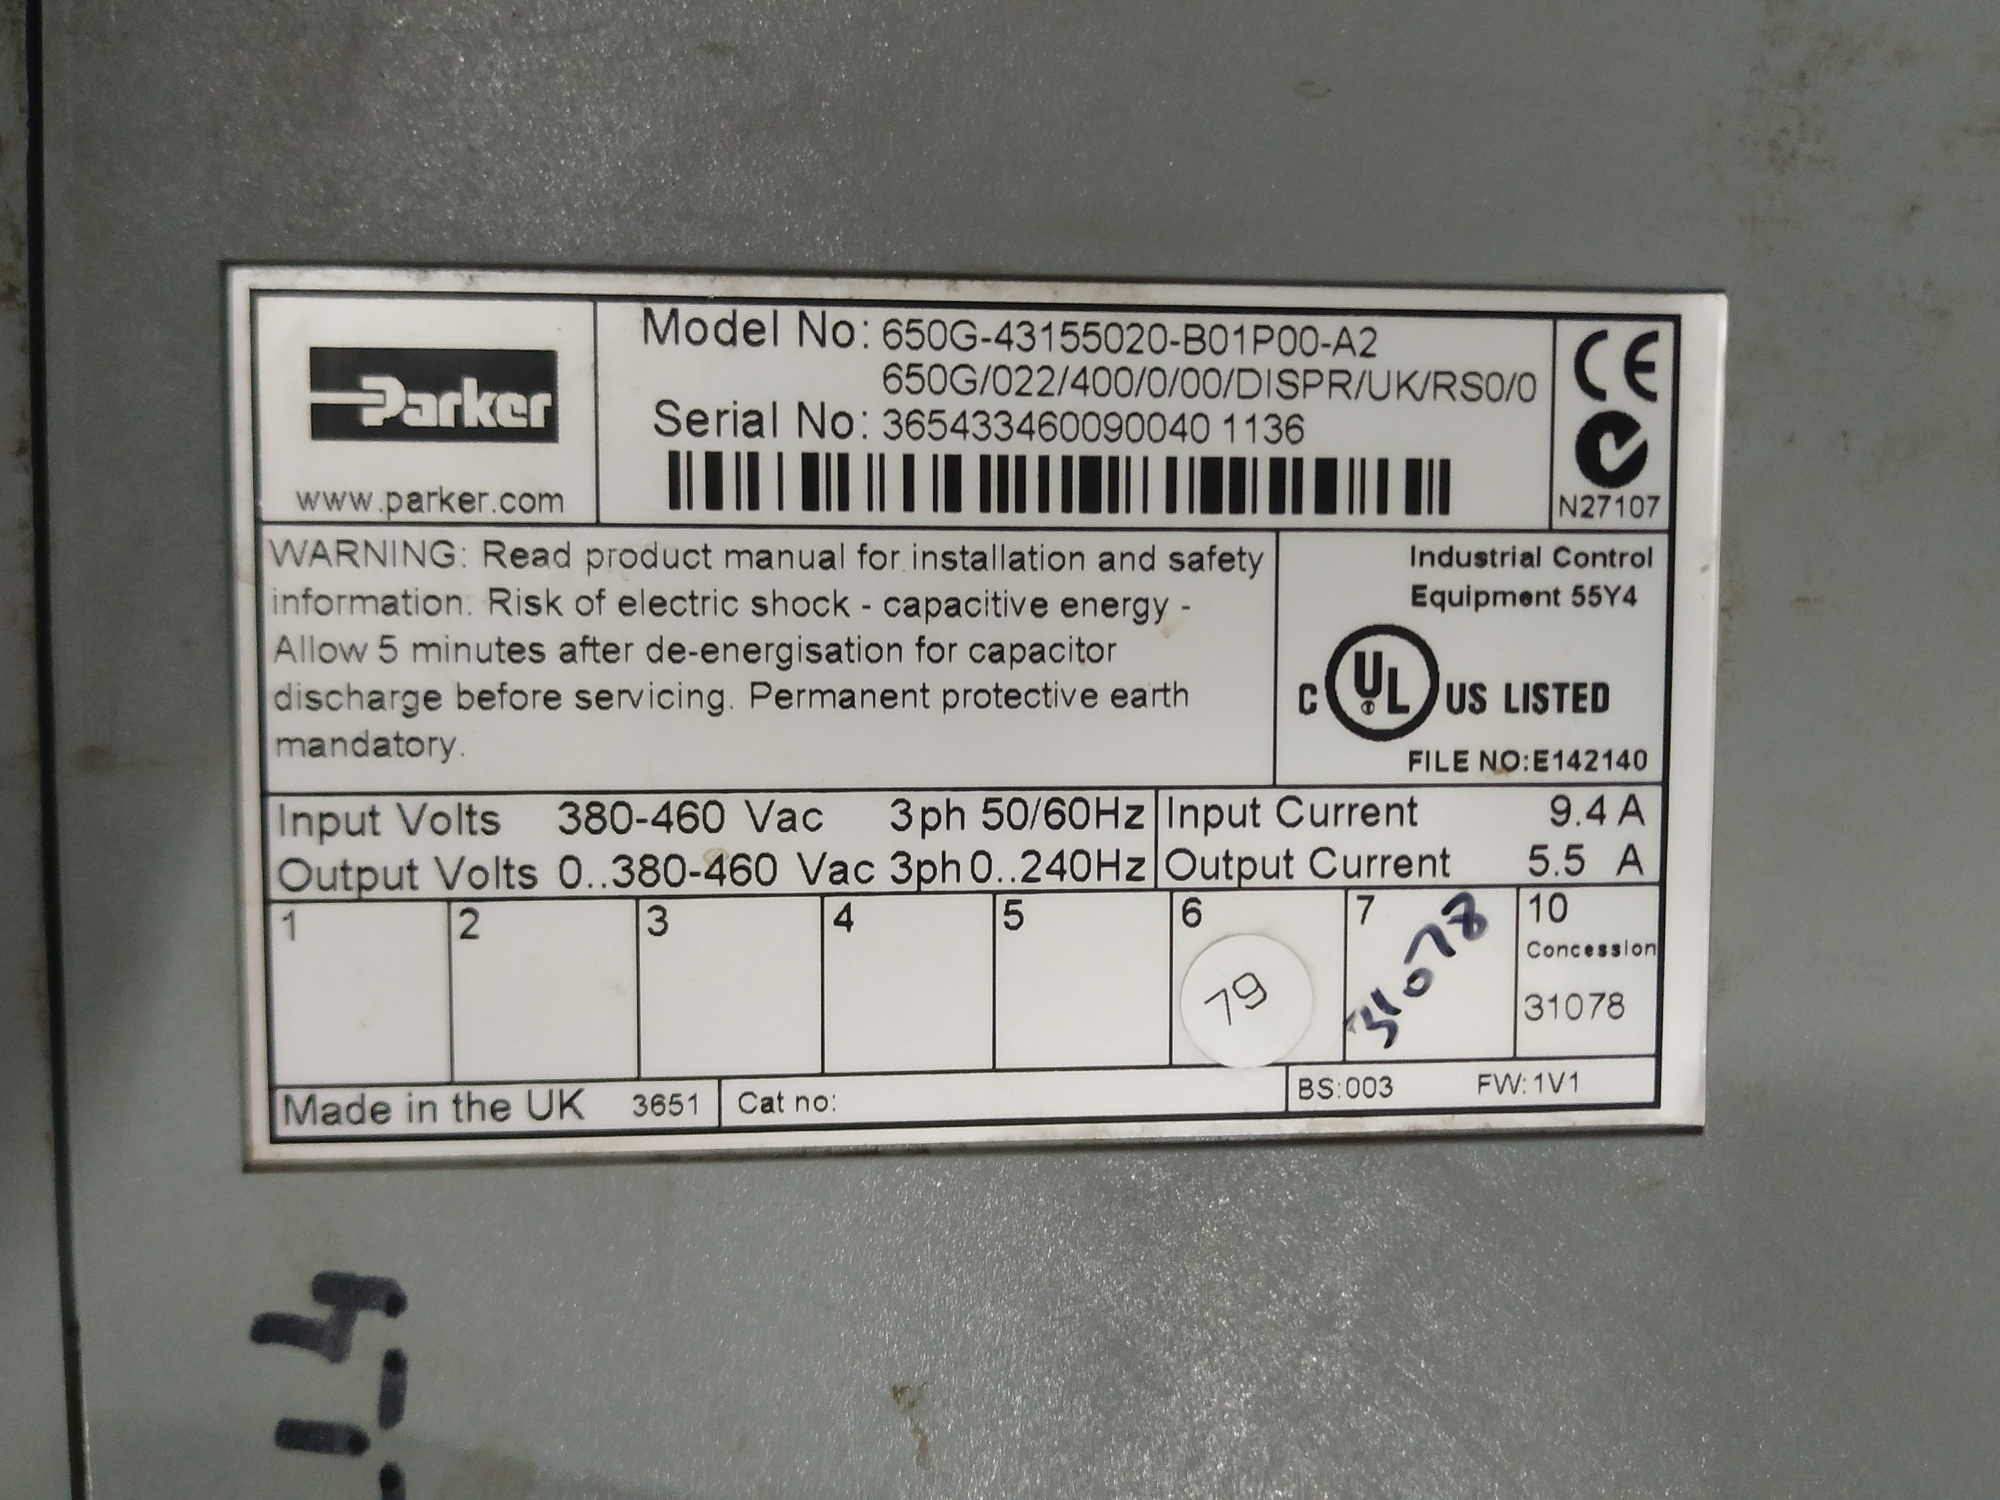 Parker
www.parker.com
Model No: 650G-43155020-B01P00-A2
650G/022/400/0/00/DISPR/UK/RS0/0
Serial No: 365433460090040 1136
CE
N27107
WARNING: Read product manual for installation and safety
information. Risk of electric shock - capacitive energy -
Allow 5 minutes after de-energisation for capacitor
discharge before servicing. Permanent protective earth
mandatory.
Industrial Control
Equipment 55Y4
C UL® US LISTED
FILE NO:E142140
Input Volts 380-460 Vac 3ph 50/60Hz Input Current 9.4 A
Output Volts 0..380-460 Vac 3ph 0..240Hz Output Current 5.5 A
1 2 3 4 5 6 7 10
Concession
79
31078
31078
Made in the UK 3651 Cat no: BS:003 FW:1V1